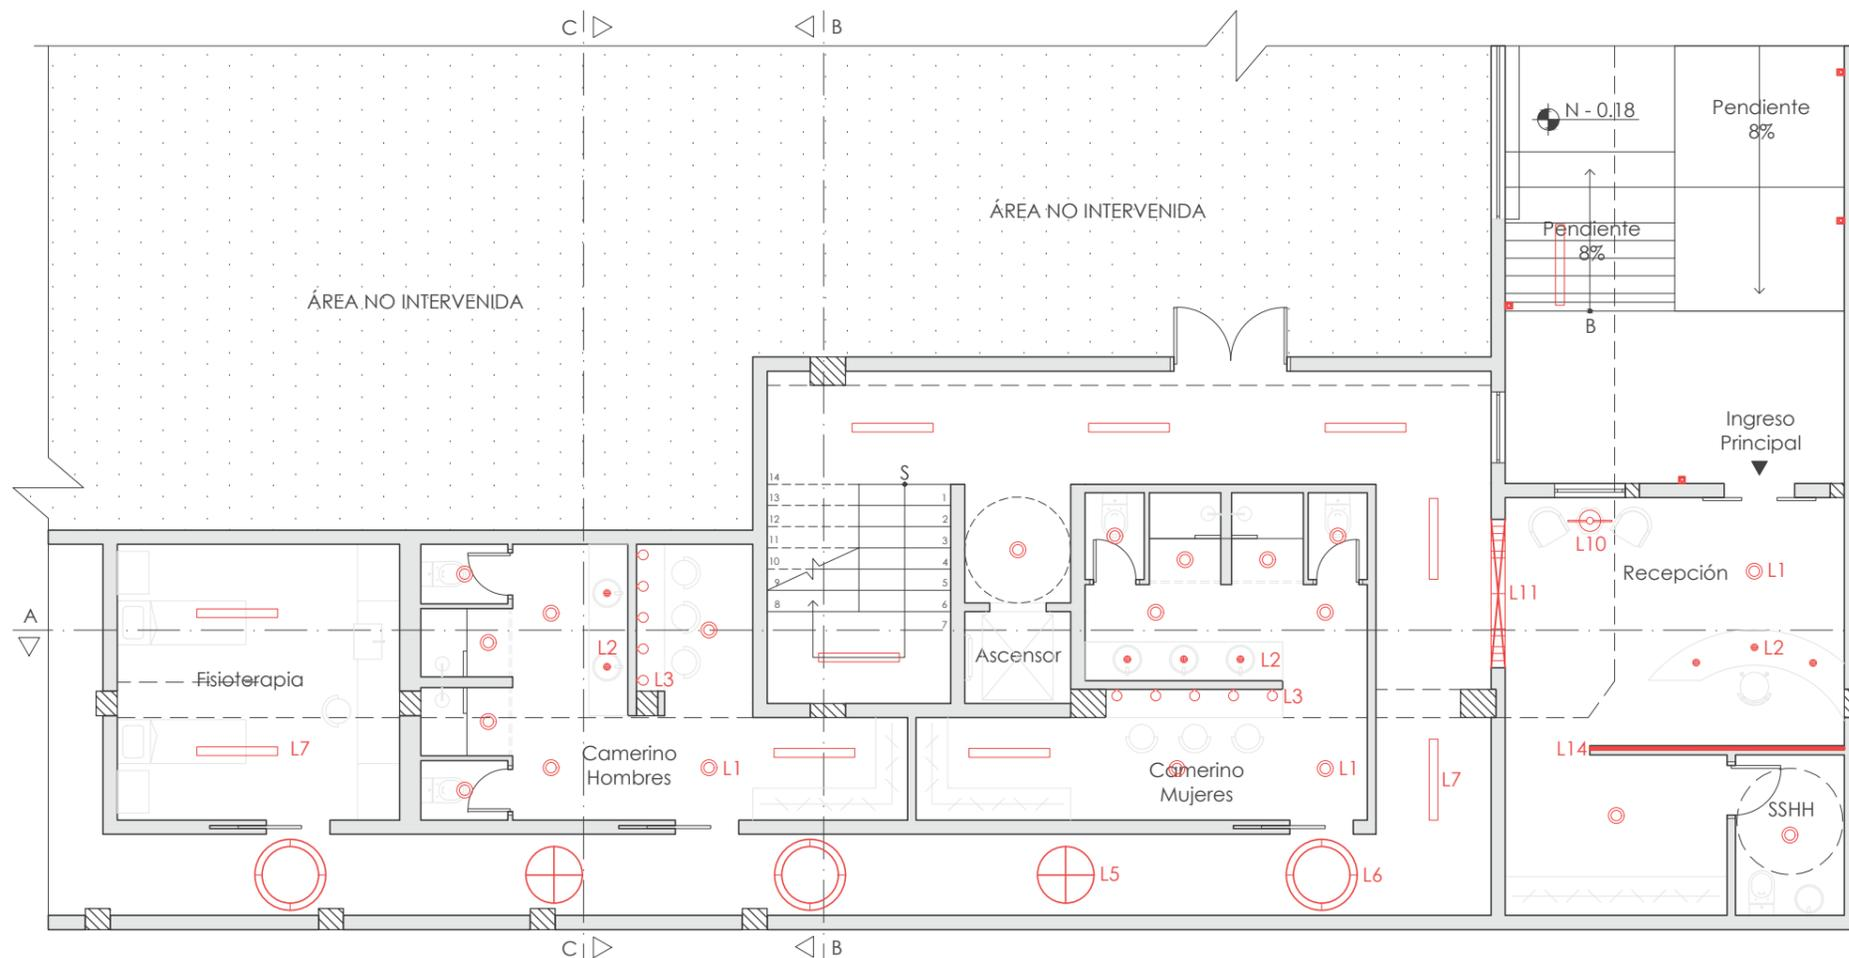 C
B
N - 0.18
Pendiente
8%
ÁREA NO INTERVENIDA
Pendiente
8%
ÁREA NO INTERVENIDA
B
Ingreso
Principal
S
14
13
12
11
10
9
8
1
2
3
4
5
6
7
L10
Recepción
L1
L11
A
L2
Ascensor
L2
L2
Fisioterapia
L3
L3
L7
Camerino
Hombres
L1
Camerino
Mujeres
L1
L7
L14
SSHH
L5
L6
C
B